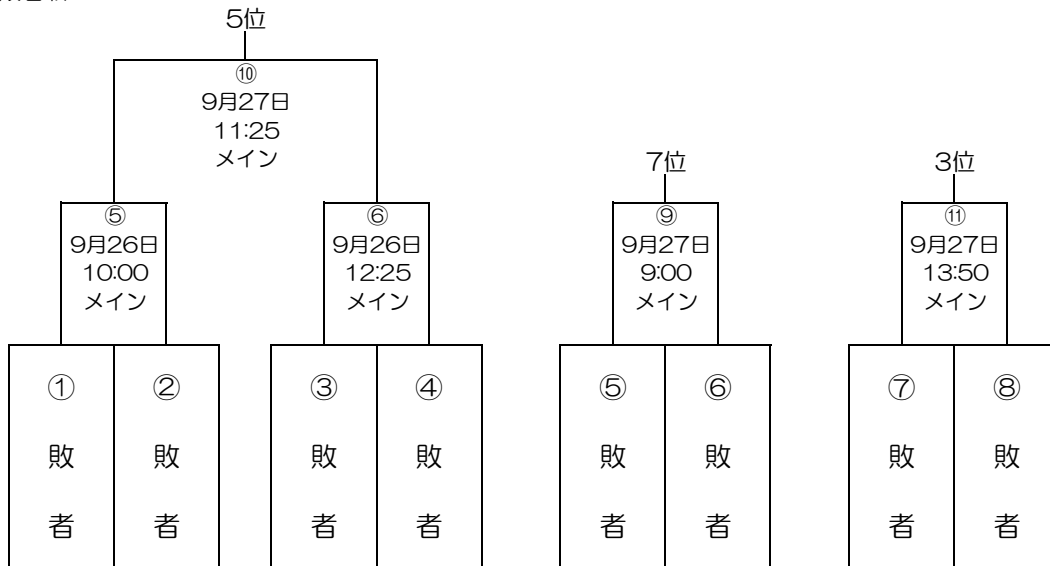 5位
⑩
9月27日
11:25
メイン
7位
3位
⑤
9月26日
10:00
メイン
⑥
9月26日
12:25
メイン
⑨
9月27日
9:00
メイン
⑪
9月27日
13:50
メイン
①敗者
②敗者
③敗者
④敗者
⑤敗者
⑥敗者
⑦敗者
⑧敗者